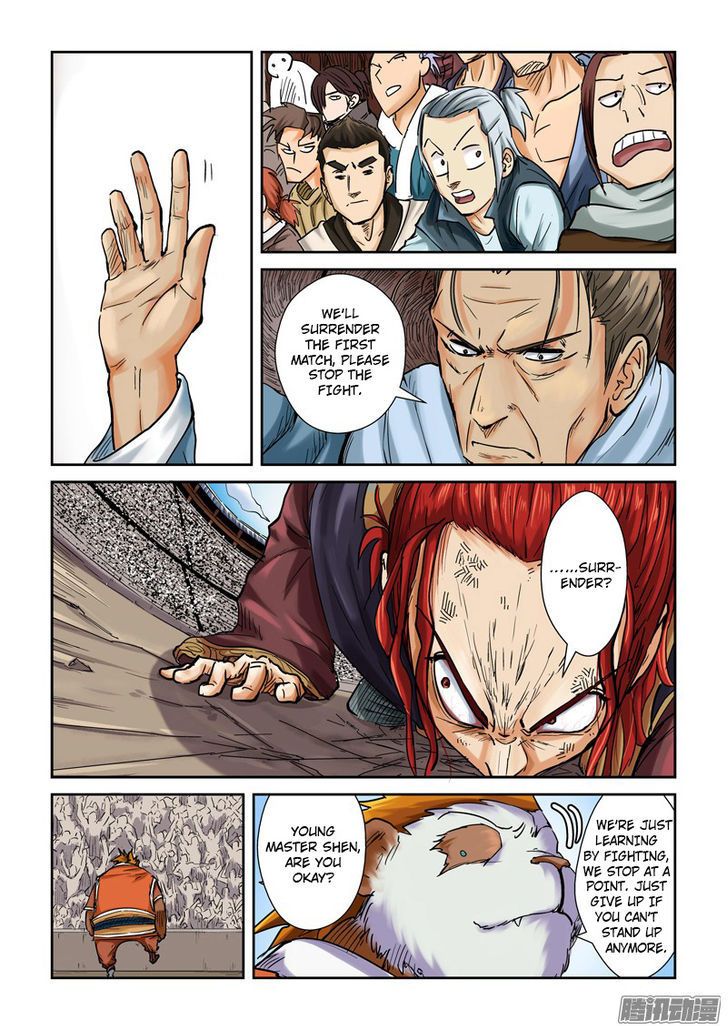 WE'LL
SURRENDER
THE FIRST
MATCH, PLEASE
STOP THE
FIGHT.
......SURR-
ENDER?
YOUNG
MASTER SHEN,
ARE YOU
OKAY?
WE'RE JUST
LEARNING
BY FIGHTING,
WE STOP AT A
POINT. JUST
GIVE UP IF
YOU CAN'T
STAND UP
ANYMORE.
腾讯动漫